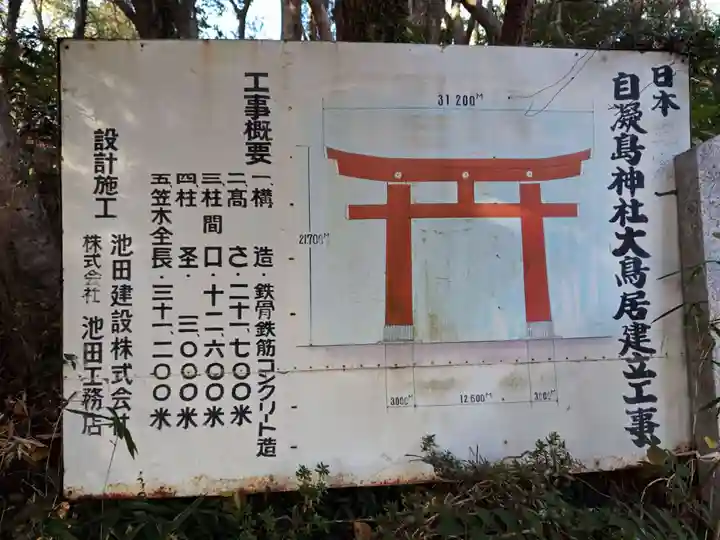 日本
自凝島神社大鳥居建立工事
31 200M
21700M
3000
12,600
3000
工事概要
一、構 造・鉄骨鉄筋コンクリート造
二、高 さ・二十一、七〇〇米
三、柱間 口・十二、六〇〇米
四、柱 圣・三、〇〇〇米
五、笠木全長・三十一、二〇〇米
設計施工
池田建設株式会社
株式会社 池田工務店